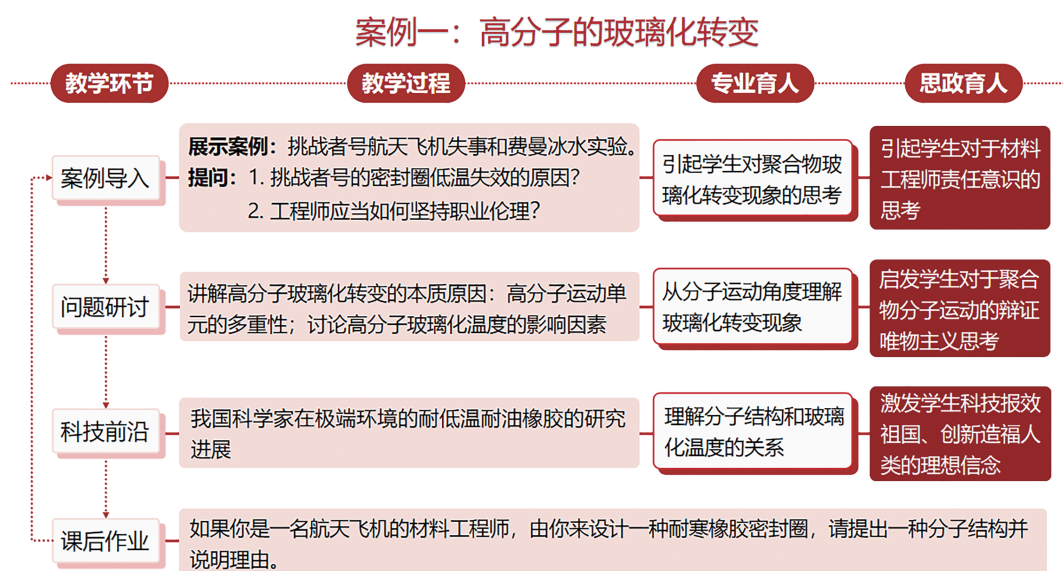 案例一：高分子的玻璃化转变
教学环节
教学过程
专业育人
思政育人
案例导入
展示案例：挑战者号航天飞机失事和费曼冰水实验。
提问：1. 挑战者号的密封圈低温失效的原因？
2. 工程师应当如何坚持职业伦理？
引起学生对聚合物玻
璃化转变现象的思考
引起学生对于材料
工程师责任意识的
思考
问题研讨
讲解高分子玻璃化转变的本质原因：高分子运动单
元的多重性；讨论高分子玻璃化温度的影响因素
从分子运动角度理解
玻璃化转变现象
启发学生对于聚合
物分子运动的辩证
唯物主义思考
科技前沿
我国科学家在极端环境的耐低温耐油橡胶的研究
进展
理解分子结构和玻璃
化温度的关系
激发学生科技报效
祖国、创新造福人
类的理想信念
课后作业
如果你是一名航天飞机的材料工程师，由你来设计一种耐寒橡胶密封圈，请提出一种分子结构并
说明理由。